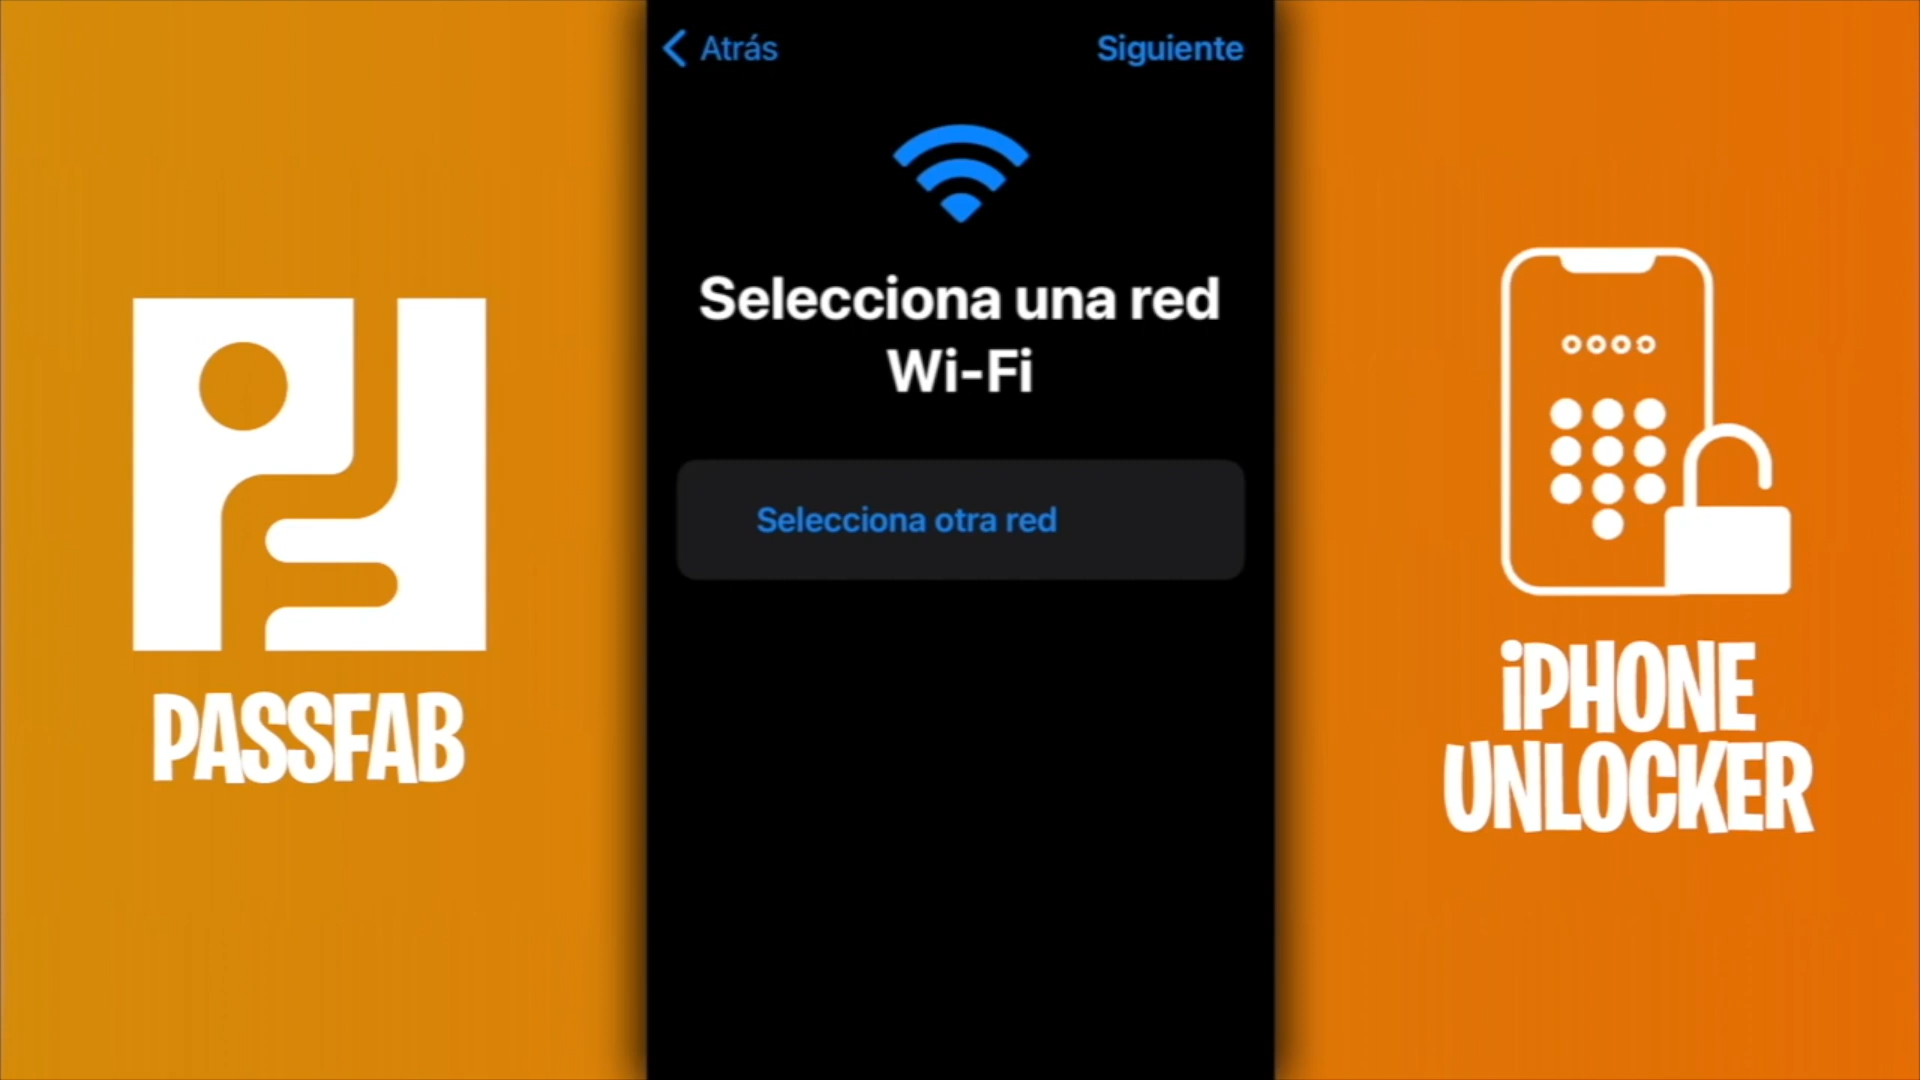 Atrás
Siguiente
Selecciona una red
Wi-Fi
Selecciona otra red
PASSFAB
iPHONE
UNLOCKER